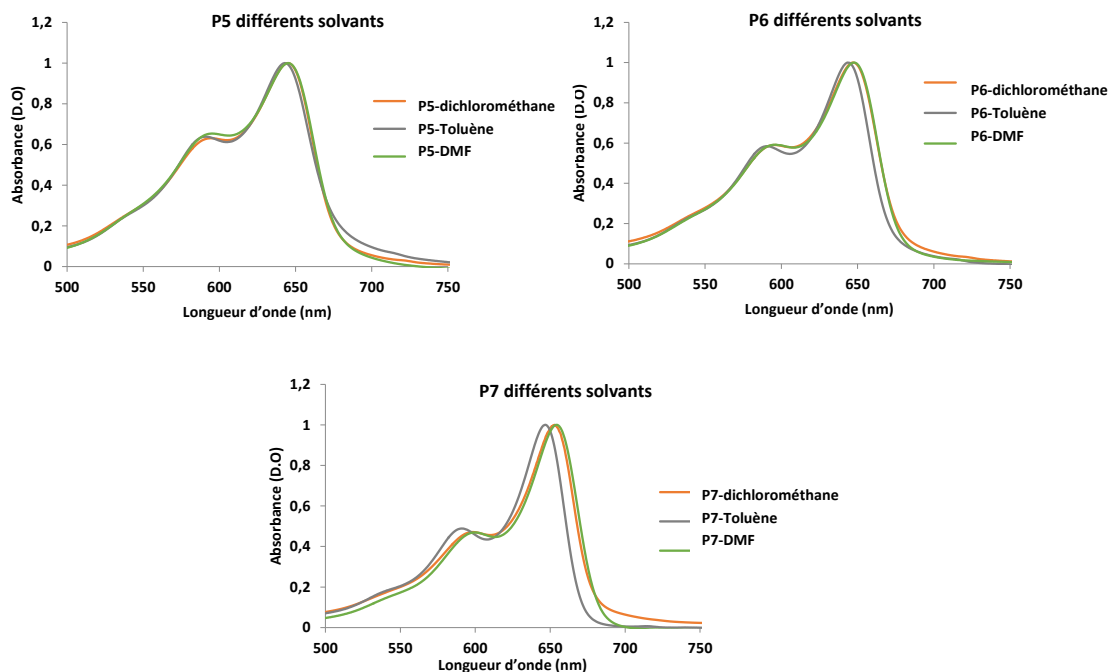 P5 différents solvants
1,2
1
0,8
0,6
0,4
0,2
0
Absorbance (D.O)
500 550 600 650 700 750
Longueur d'onde (nm)
P5-dichlorométhane
P5-Toluène
P5-DMF
P6 différents solvants
1,2
1
0,8
0,6
0,4
0,2
0
Absorbance (D.O)
500 550 600 650 700 750
Longueur d'onde (nm)
P6-dichlorométhane
P6-Toluène
P6-DMF
P7 différents solvants
1,2
1
0,8
0,6
0,4
0,2
0
Absorbance (D.O)
500 550 600 650 700 750
Longueur d'onde (nm)
P7-dichlorométhane
P7-Toluène
P7-DMF